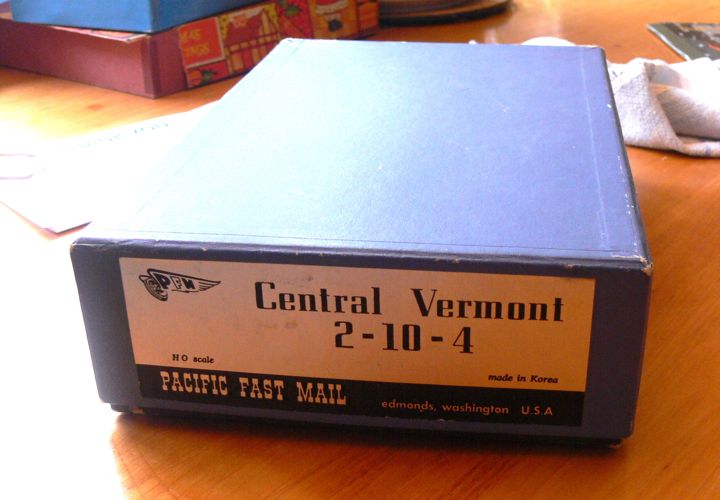 PFM
Central Vermont
2-10-4
HO scale
made in Korea
PACIFIC FAST MAIL
edmonds, washington U.S.A